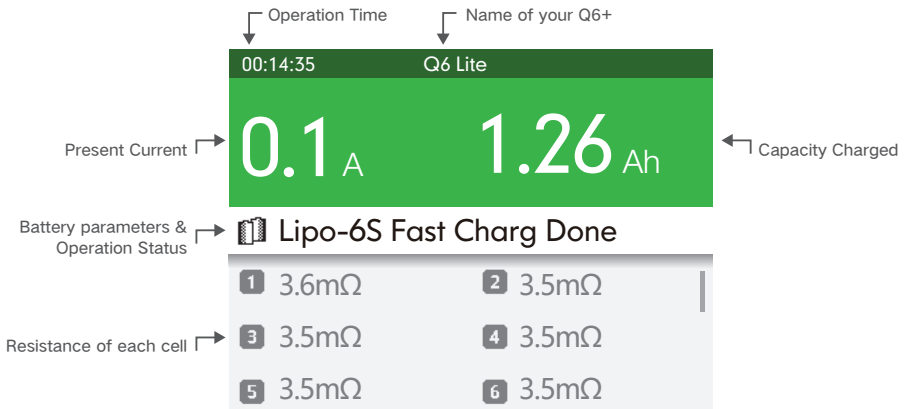 Operation Time
Name of your Q6+
00:14:35
Q6 Lite
Present Current
0.1 A
1.26 Ah
Capacity Charged
Battery parameters &
Operation Status
Lipo-6S Fast Charg Done
1 3.6mΩ
2 3.5mΩ
Resistance of each cell
3 3.5mΩ
4 3.5mΩ
5 3.5mΩ
6 3.5mΩ